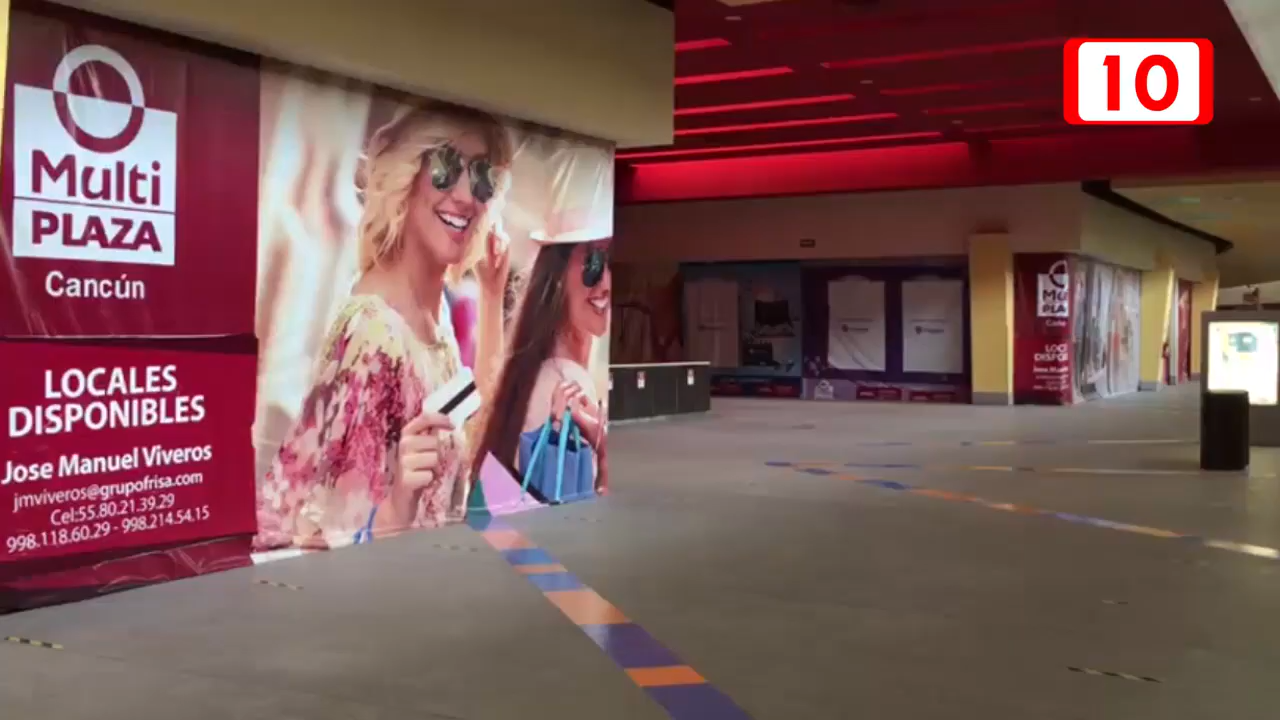 Multi
PLAZA
Cancún
LOCALES
DISPONIBLES
Jose Manuel Viveros
jmviveros@grupofrisa.com
Cel:55.80.21.39.29
998.118.60.29 - 998.214.54.15
10